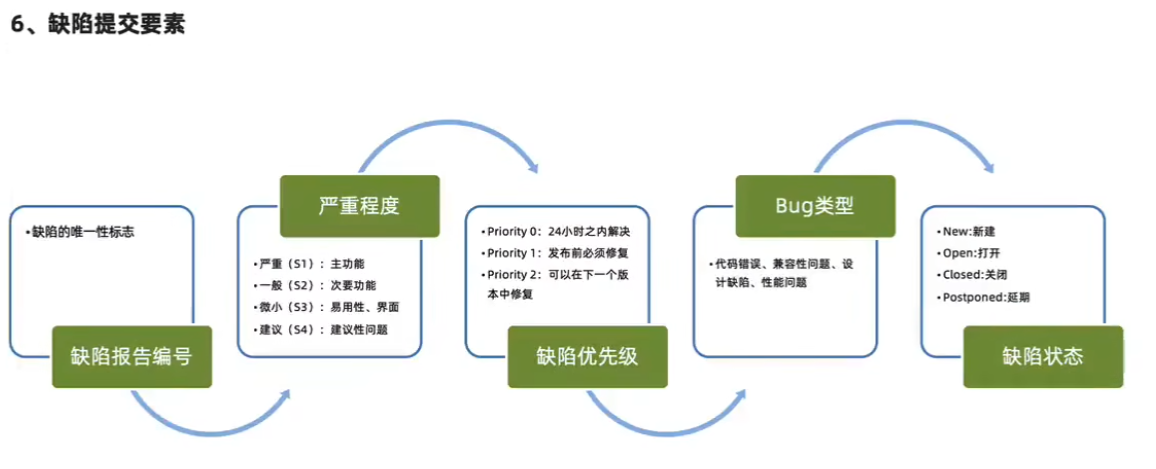 6、缺陷提交要素
• 缺陷的唯一性标志
缺陷报告编号
严重程度
• 严重（S1）：主功能
• 一般（S2）：次要功能
• 微小（S3）：易用性、界面
• 建议（S4）：建议性问题
• Priority 0：24小时之内解决
• Priority 1：发布前必须修复
• Priority 2：可以在下一个版
本中修复
缺陷优先级
Bug类型
• 代码错误、兼容性问题、设
计缺陷、性能问题
• New:新建
• Open:打开
• Closed:关闭
• Postponed:延期
缺陷状态